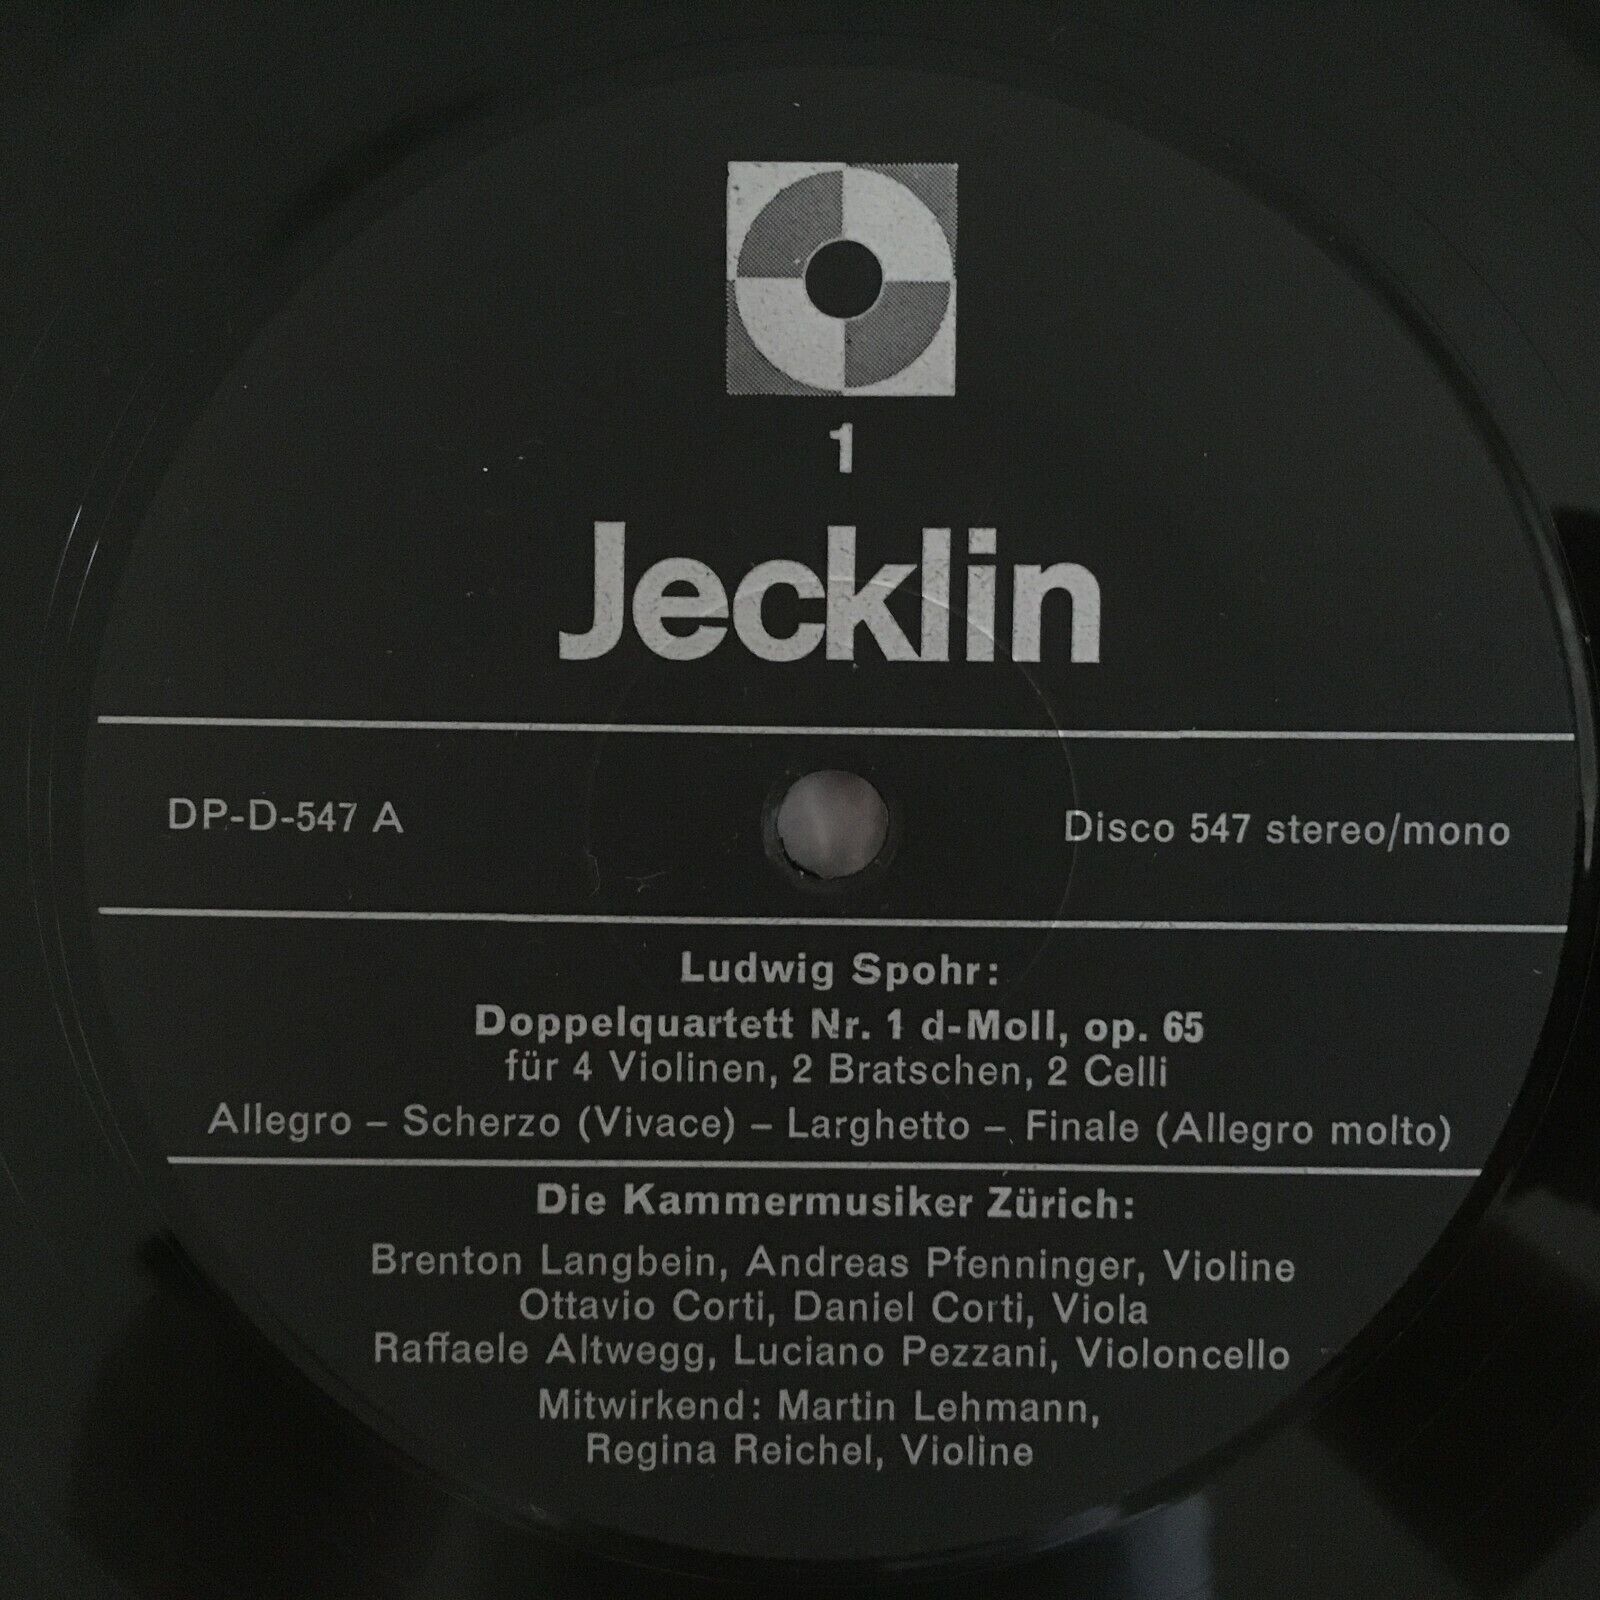 1
Jecklin
DP-D-547 A
Disco 547 stereo/mono
Ludwig Spohr:
Doppelquartett Nr. 1 d-Moll, op. 65
für 4 Violinen, 2 Bratschen, 2 Celli
Allegro – Scherzo (Vivace) – Larghetto – Finale (Allegro molto)
Die Kammermusiker Zürich:
Brenton Langbein, Andreas Pfenninger, Violine
Ottavio Corti, Daniel Corti, Viola
Raffaele Altwegg, Luciano Pezzani, Violoncello
Mitwirkend: Martin Lehmann,
Regina Reichel, Violine